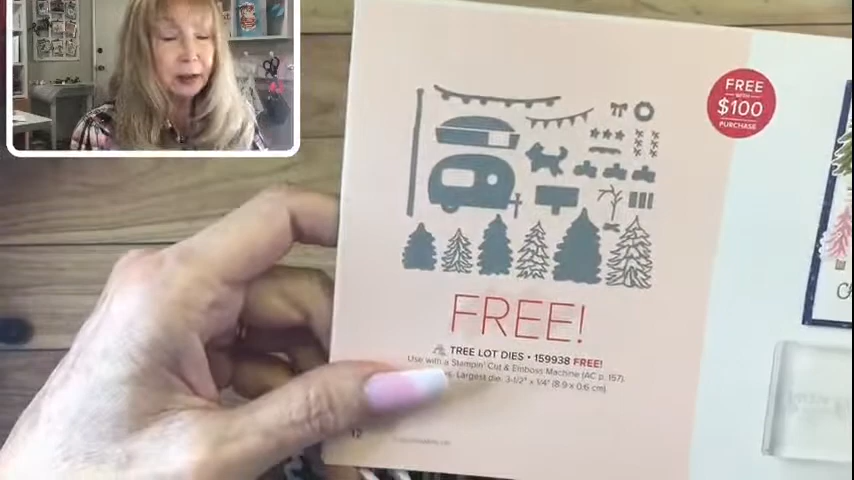 FREE
WITH
$100
PURCHASE
FREE!
TREE LOT DIES • 159938 FREE!
Use with a Stampin' Cut & Emboss Machine (AC p. 157).
Largest die: 3-1/2" x 1/4" (8.9 x 0.6 cm).
12